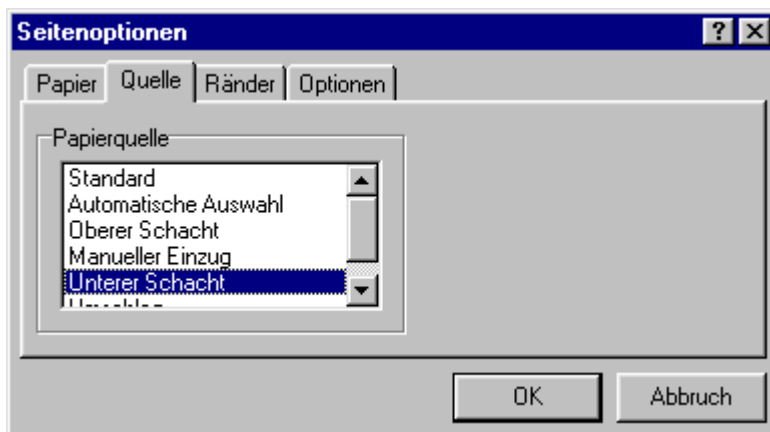 Seitenoptionen
Papier Quelle Ränder Optionen
Papierquelle
Standard
Automatische Auswahl
Oberer Schacht
Manueller Einzug
Unterer Schacht
OK Abbruch